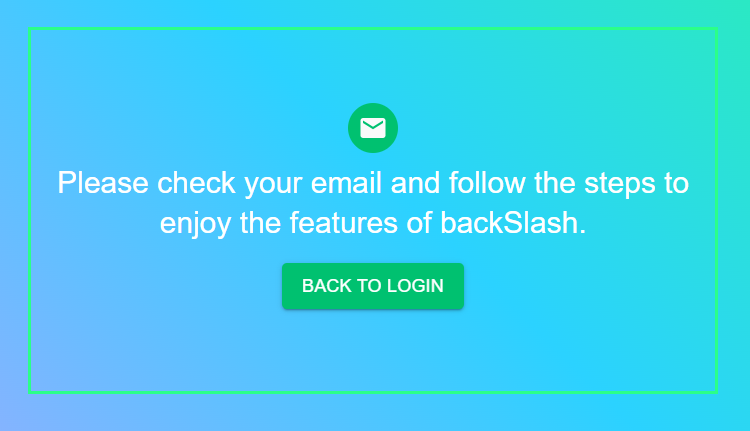 Please check your email and follow the steps to
enjoy the features of backSlash.
BACK TO LOGIN